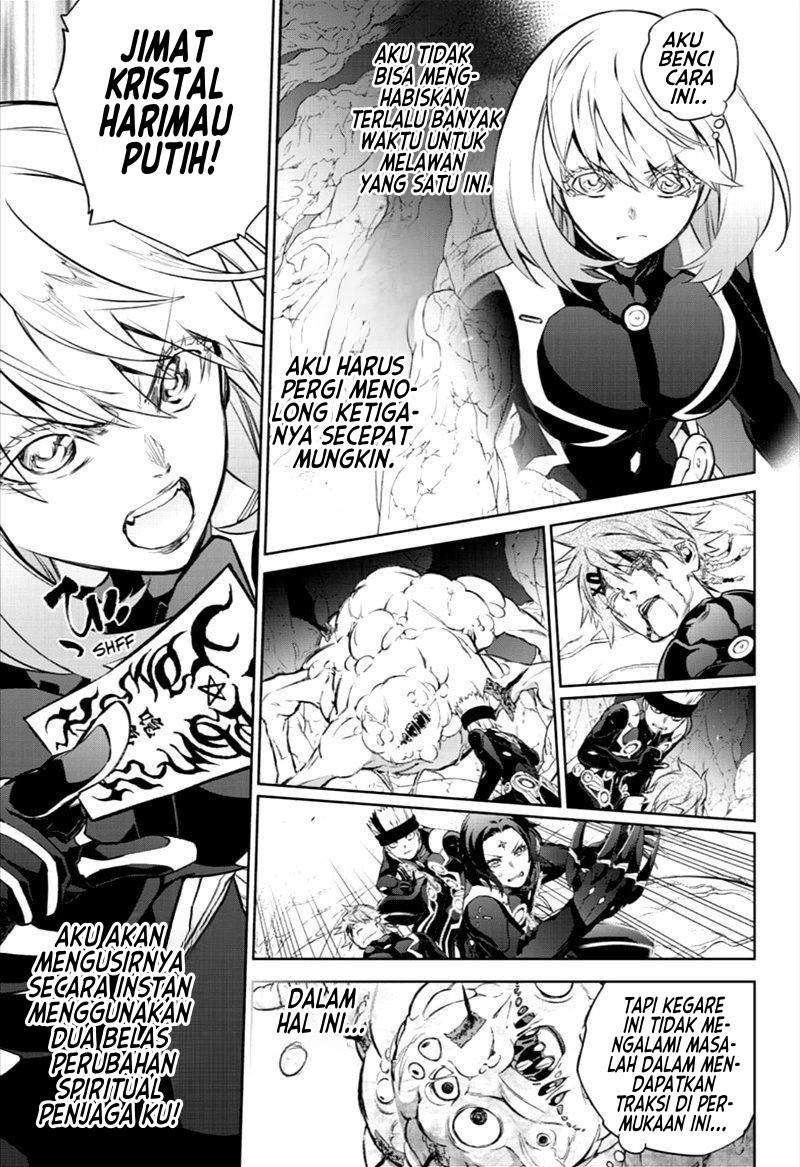 AKU
BENCI
CARA
INI..
AKU TIDAK
BISA MENG-
HABISKAN
TERLALU BANYAK
WAKTU UNTUK
MELAWAN
YANG SATU INI.
AKU HARUS
PERGI MENO-
LONG KETIGA-
NYA SECEPAT
MUNGKIN.
TAPI KEGARE
INI TIDAK ME-
NGALAMI MASA-
LAH DALAM MEN-
DAPATKAN
TRAKSI DI PER-
MUKAAN INI...
DALAM
HAL INI...
JIMAT
KRISTAL
HARIMAU
PUTIH!
SHFF
AKU AKAN
MENGUSIRNYA
SECARA INSTAN
MENGGUNAKAN
DUA BELAS
PERUBAHAN
SPIRITUAL
PENJAGA KU!